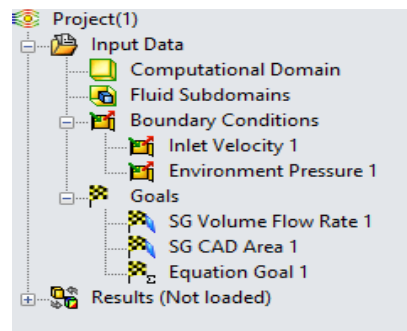 Project(1)
Input Data
Computational Domain
Fluid Subdomains
Boundary Conditions
Inlet Velocity 1
Environment Pressure 1
Goals
SG Volume Flow Rate 1
SG CAD Area 1
Equation Goal 1
Results (Not loaded)